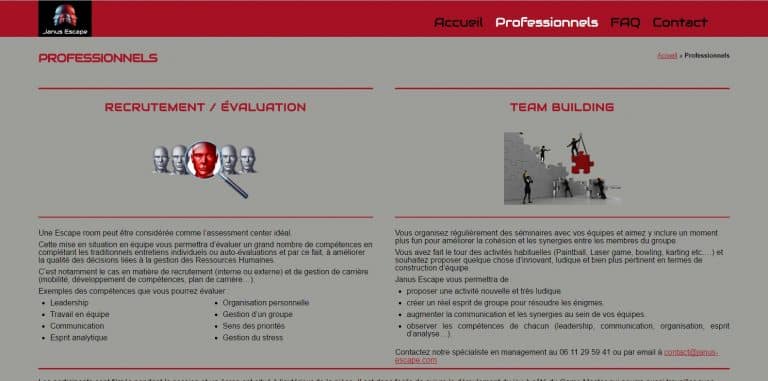 Janus Escape
Accueil Professionnels FAQ Contact
PROFESSIONNELS
Accueil » Professionnels
RECRUTEMENT / ÉVALUATION
Une Escape room peut être considérée comme l'assessment center idéal.
Cette mise en situation en équipe vous permettra d'évaluer un grand nombre de compétences en
complétant les traditionnels entretiens individuels ou auto-évaluations et par ce fait, à améliorer
la qualité des décisions liées à la gestion des Ressources Humaines.
C'est notamment le cas en matière de recrutement (interne ou externe) et de gestion de carrière
(mobilité, développement de compétences, plan de carrière…).
Exemples des compétences que vous pourrez évaluer :
• Leadership
• Travail en équipe
• Communication
• Esprit analytique
• Organisation personnelle
• Gestion d'un groupe
• Sens des priorités
• Gestion du stress
TEAM BUILDING
Vous organisez régulièrement des séminaires avec vos équipes et aimez y inclure un moment
plus fun pour améliorer la cohésion et les synergies entre les membres du groupe.
Vous avez fait le tour des activités habituelles (Paintball, Laser game, bowling, karting etc.…) et
souhaitez proposer quelque chose d'innovant, ludique et bien plus pertinent en termes de
construction d'équipe.
Janus Escape vous permettra de :
• proposer une activité nouvelle et très ludique.
• créer un réel esprit de groupe pour résoudre les énigmes.
• augmenter la communication et les synergies au sein de vos équipes.
• observer les compétences de chacun (leadership, communication, organisation, esprit
d'analyse…).
Contactez notre spécialiste en management au 06 11 29 59 41 ou par email à contact@janus-
escape.com